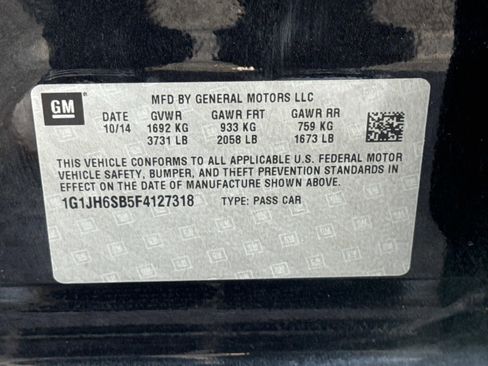 GM
MFD BY GENERAL MOTORS LLC
DATE GVWR GAWR FRT GAWR RR
10/14 1692 KG 933 KG 759 KG
3731 LB 2058 LB 1673 LB
THIS VEHICLE CONFORMS TO ALL APPLICABLE U.S. FEDERAL MOTOR
VEHICLE SAFETY, BUMPER, AND THEFT PREVENTION STANDARDS IN
EFFECT ON THE DATE OF MANUFACTURE SHOWN ABOVE.
1G1JH6SB5F4127318 TYPE: PASS CAR